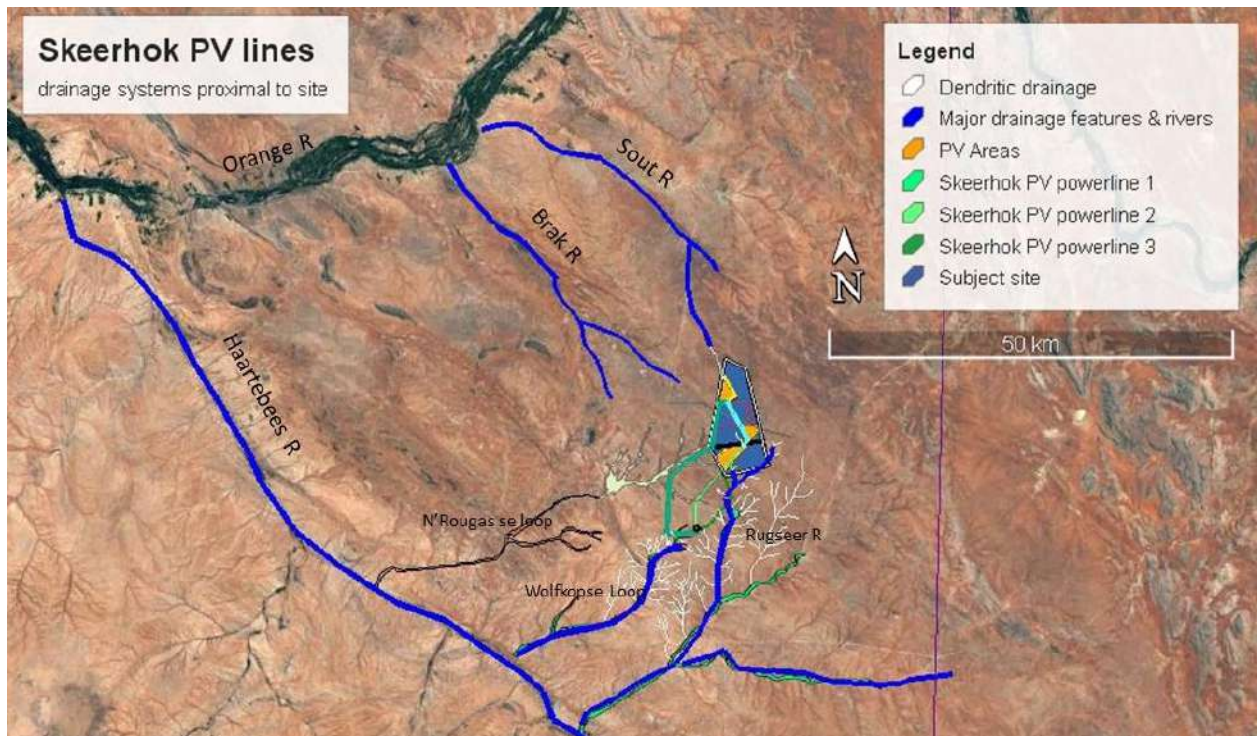 Skeerhok PV lines
drainage systems proximal to site
Legend
Dendritic drainage
Major drainage features & rivers
PV Areas
Skeerhok PV powerline 1
Skeerhok PV powerline 2
Skeerhok PV powerline 3
Subject site
N
50 km
Orange R
Sout R
Brak R
Haartebees R
N'Rougas se loop
Rugseer R
Wolfkopse Loop